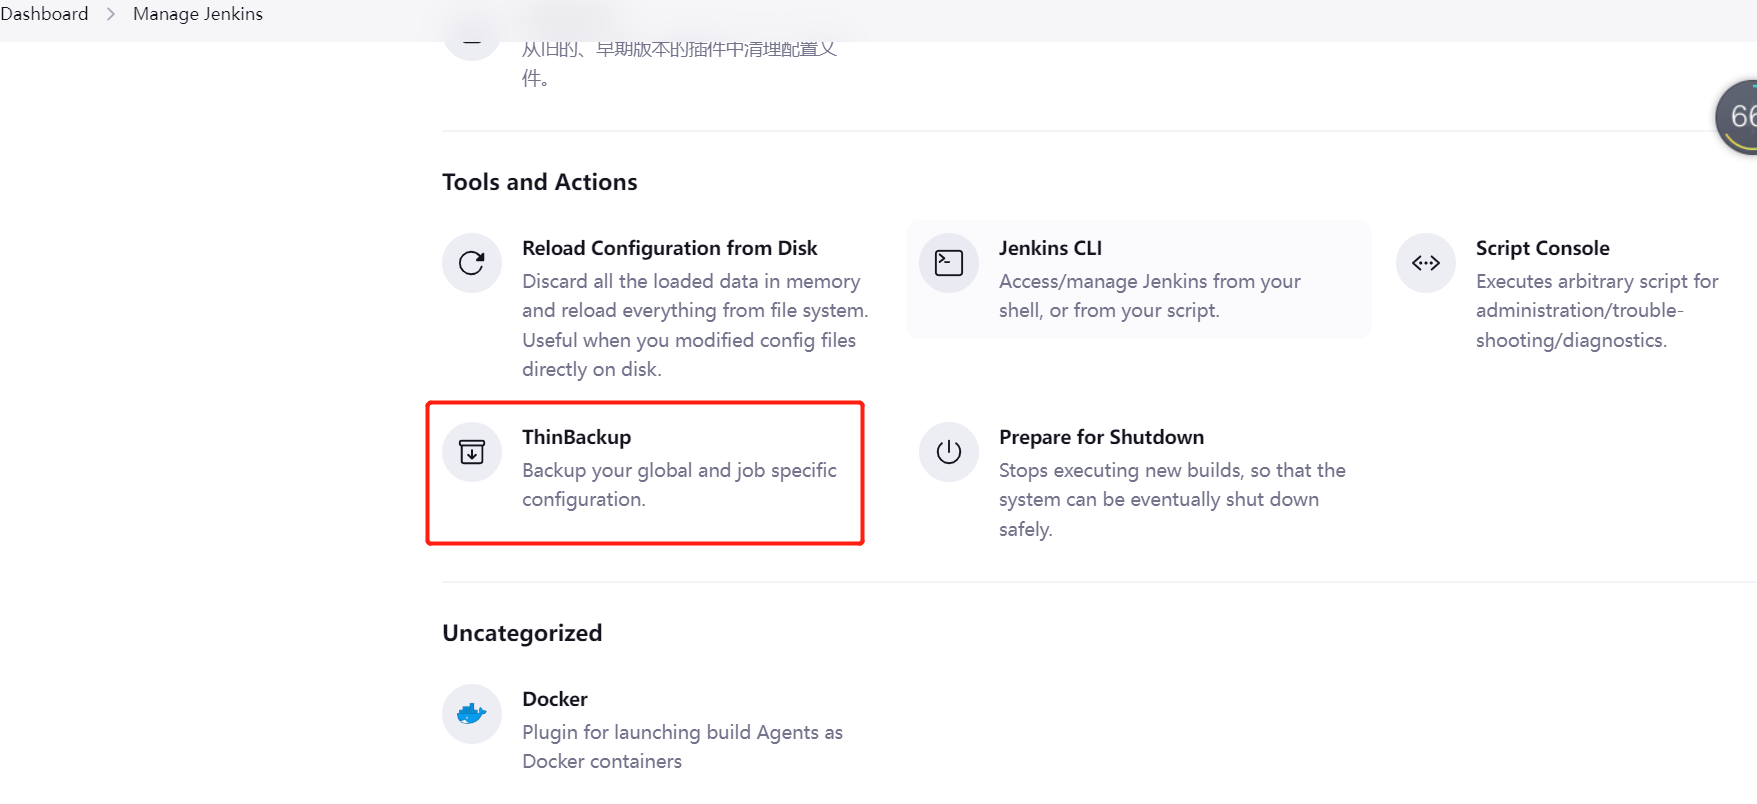 Dashboard > Manage Jenkins
从旧的、早期版本的插件中清理配置文
件。
66
Tools and Actions
Reload Configuration from Disk
Discard all the loaded data in memory
and reload everything from file system.
Useful when you modified config files
directly on disk.
Jenkins CLI
Access/manage Jenkins from your
shell, or from your script.
Script Console
Executes arbitrary script for
administration/trouble-
shooting/diagnostics.
ThinBackup
Backup your global and job specific
configuration.
Prepare for Shutdown
Stops executing new builds, so that the
system can be eventually shut down
safely.
Uncategorized
Docker
Plugin for launching build Agents as
Docker containers